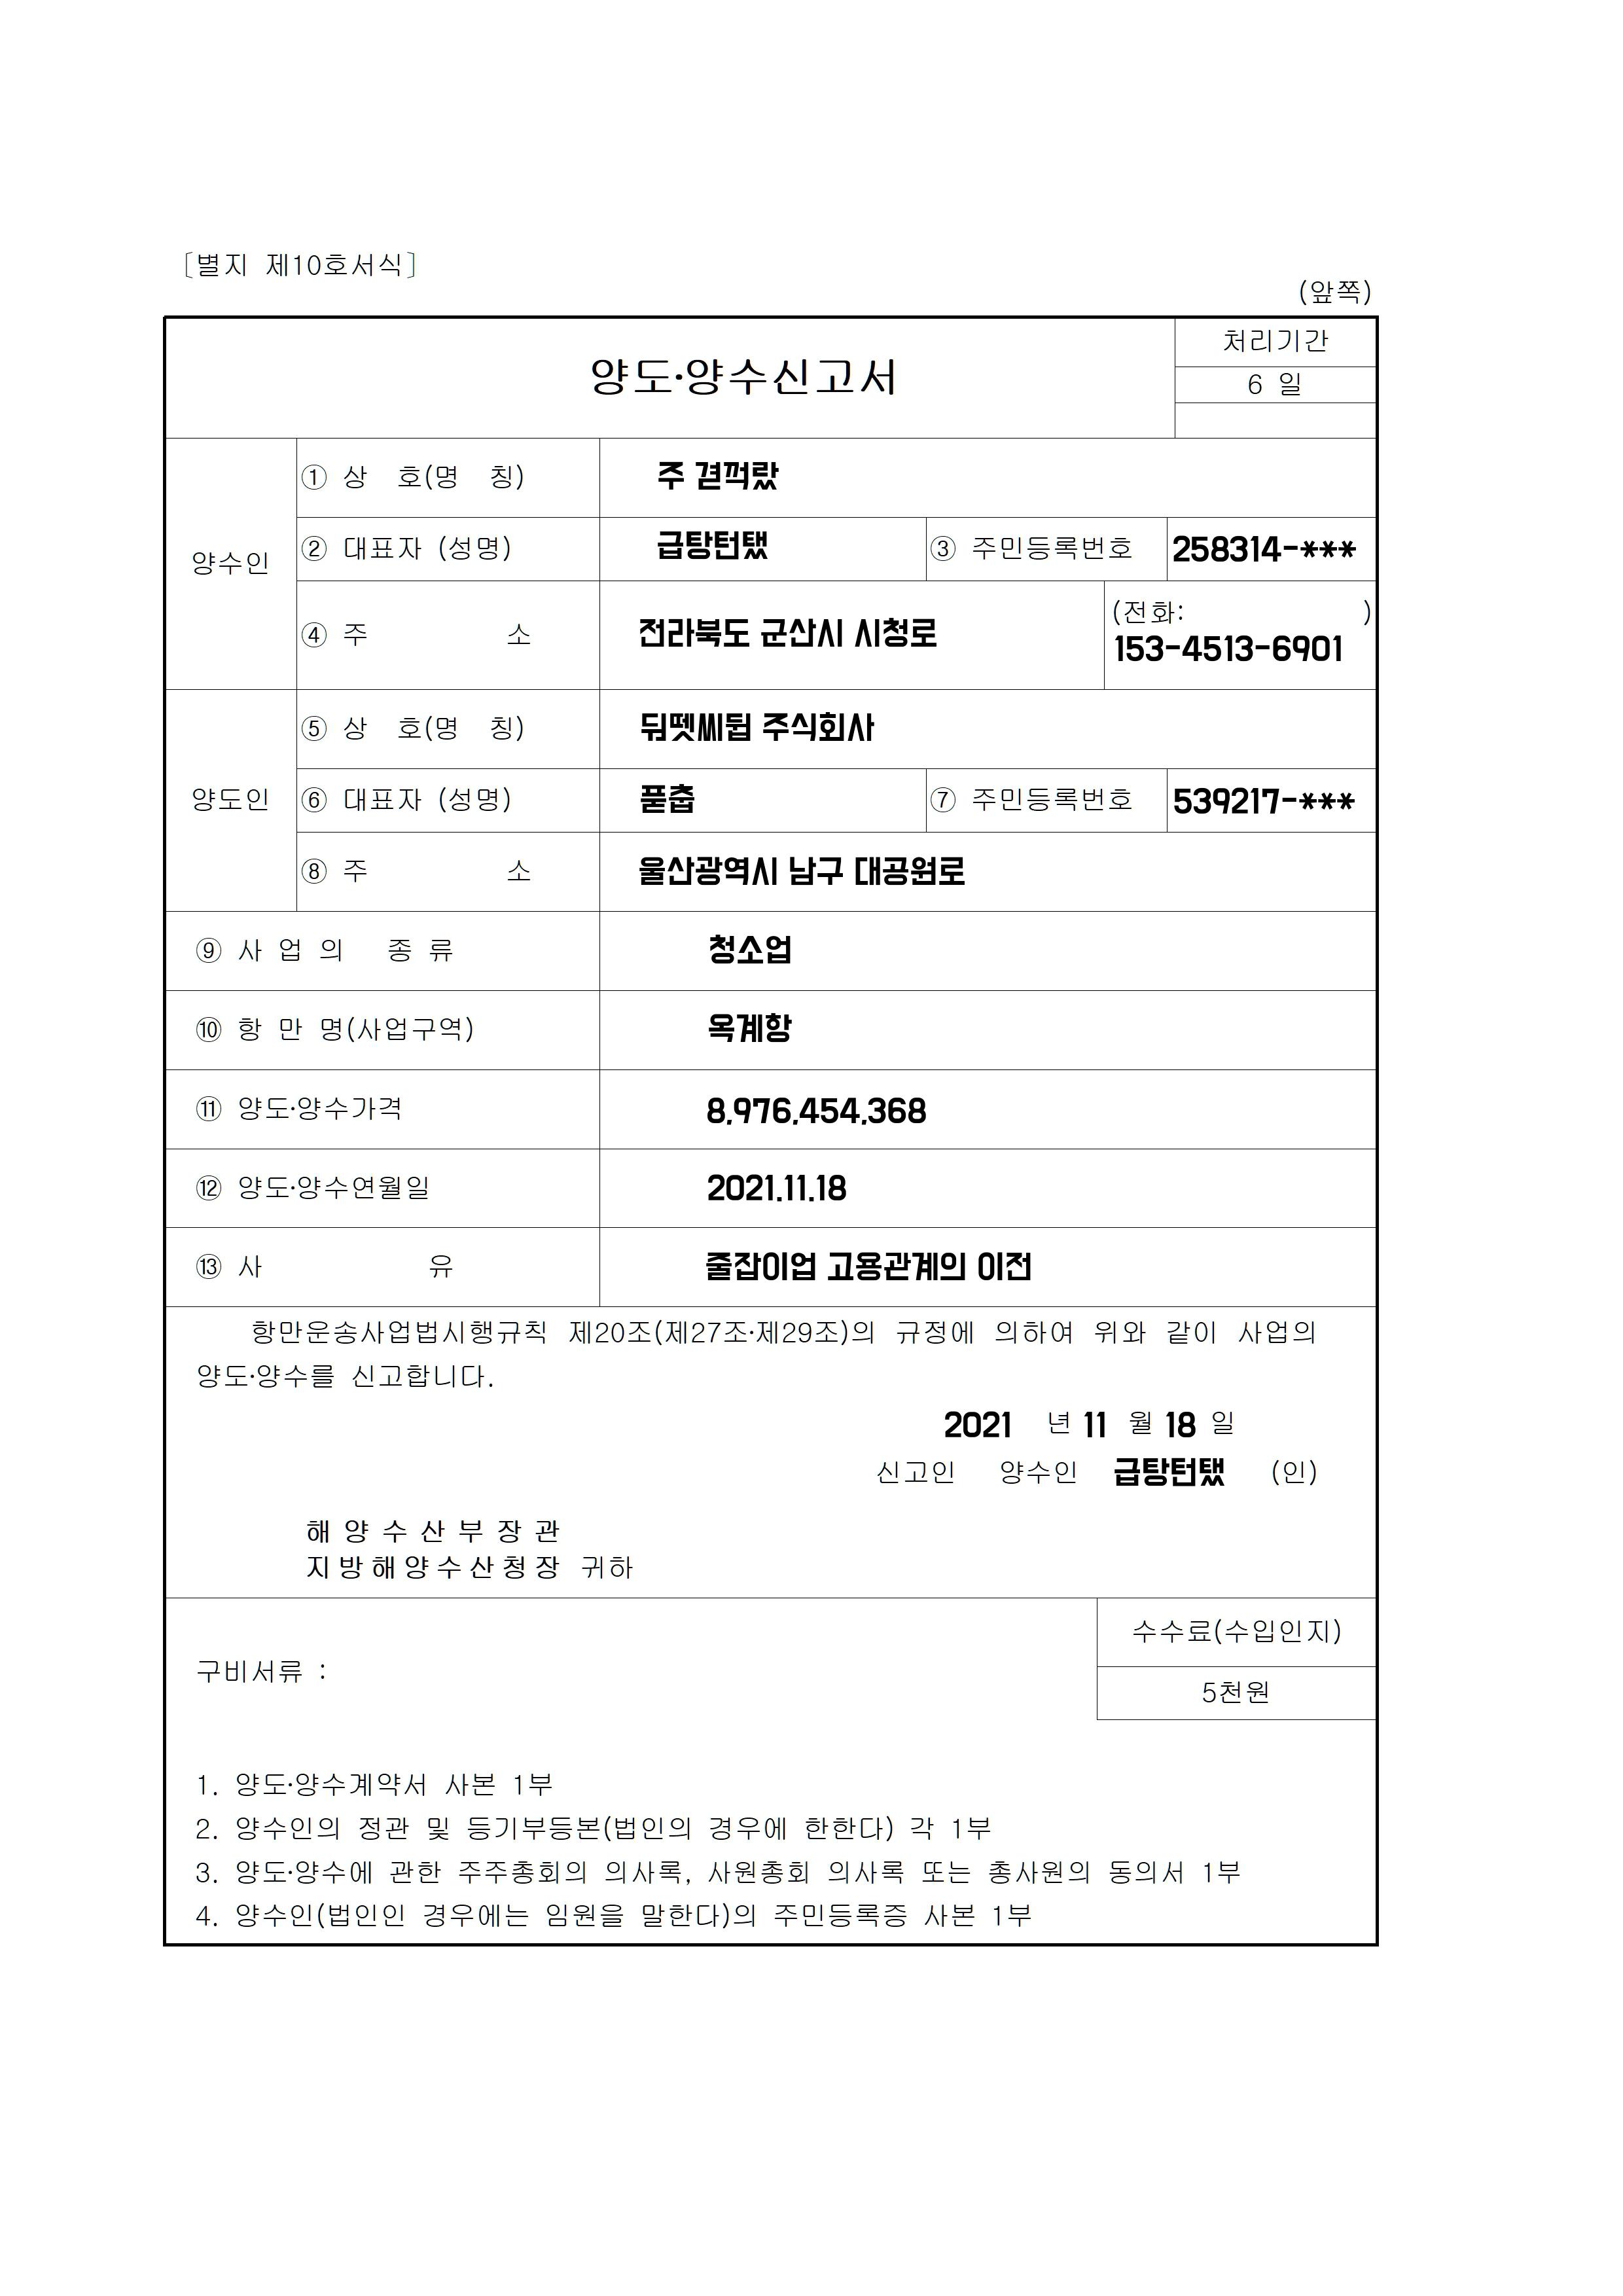 [별지 제10호서식]
(앞쪽)
양도·양수신고서
처리기간
6 일
양수인
① 상 호(명 칭) 주
② 대표자 (성명) 급탕턴탰 ③ 주민등록번호 258314-***
④ 주 소 전라북도 군산시 시청로 (전화: )
153-4513-6901
양도인
⑤ 상 호(명 칭) 뒤뗏씨뒵 주식회사
⑥ 대표자 (성명) 푿춥 ⑦ 주민등록번호 539217-***
⑧ 주 소 울산광역시 남구 대공원로
⑨ 사 업 의 종 류 청소업
⑩ 항 만 명(사업구역) 옥계항
⑪ 양도·양수가격 8,976,454,368
⑫ 양도·양수연월일 2021.11.18
⑬ 사 유 줄잡이업 고용관계의 이전
항만운송사업법시행규칙 제20조(제27조·제29조)의 규정에 의하여 위와 같이 사업의
양도·양수를 신고합니다.
2021 년 11 월 18 일
신고인 양수인 급탕턴탰 (인)
해 양 수 산 부 장 관
지 방 해 양 수 산 청 장 귀하
구비서류 :
수수료(수입인지)
5천원
1. 양도·양수계약서 사본 1부
2. 양수인의 정관 및 등기부등본(법인의 경우에 한한다) 각 1부
3. 양도·양수에 관한 주주총회의 의사록, 사원총회 의사록 또는 총사원의 동의서 1부
4. 양수인(법인인 경우에는 임원을 말한다)의 주민등록증 사본 1부